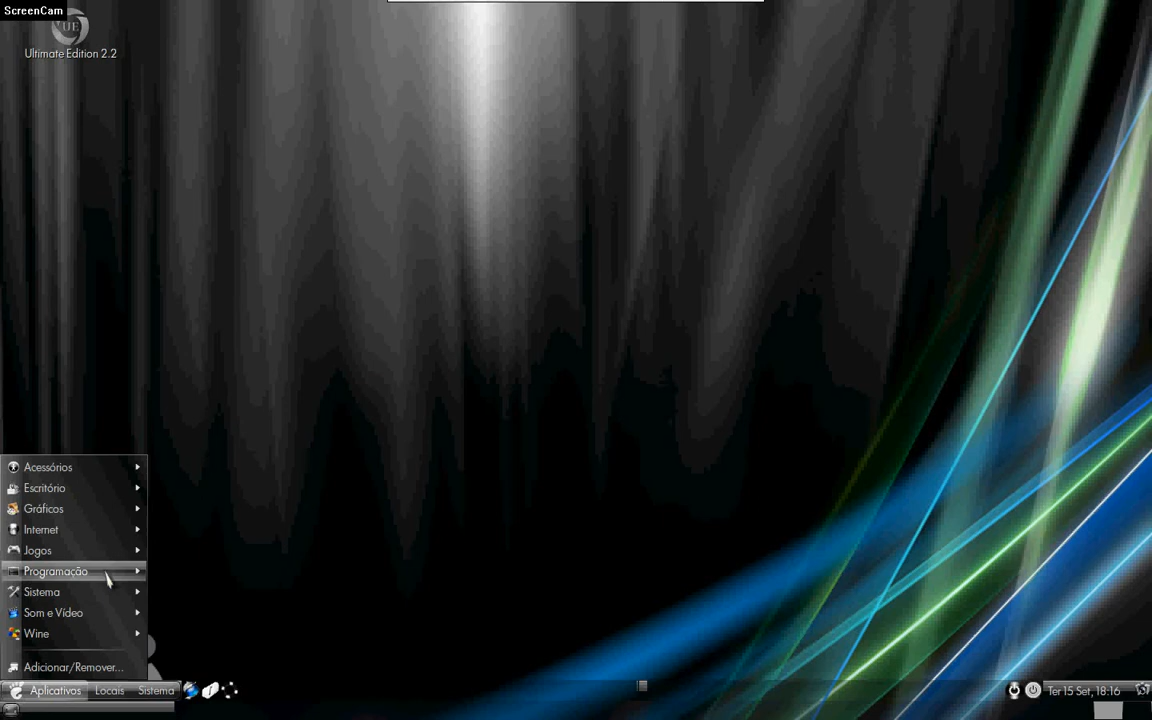 ScreenCam
UE
Ultimate Edition 2.2
Acessórios
Escritório
Gráficos
Internet
Jogos
Programação
Sistema
Som e Vídeo
Wine
Adicionar/Remover...
Aplicativos Locais Sistema Ter 15 Set, 18:16